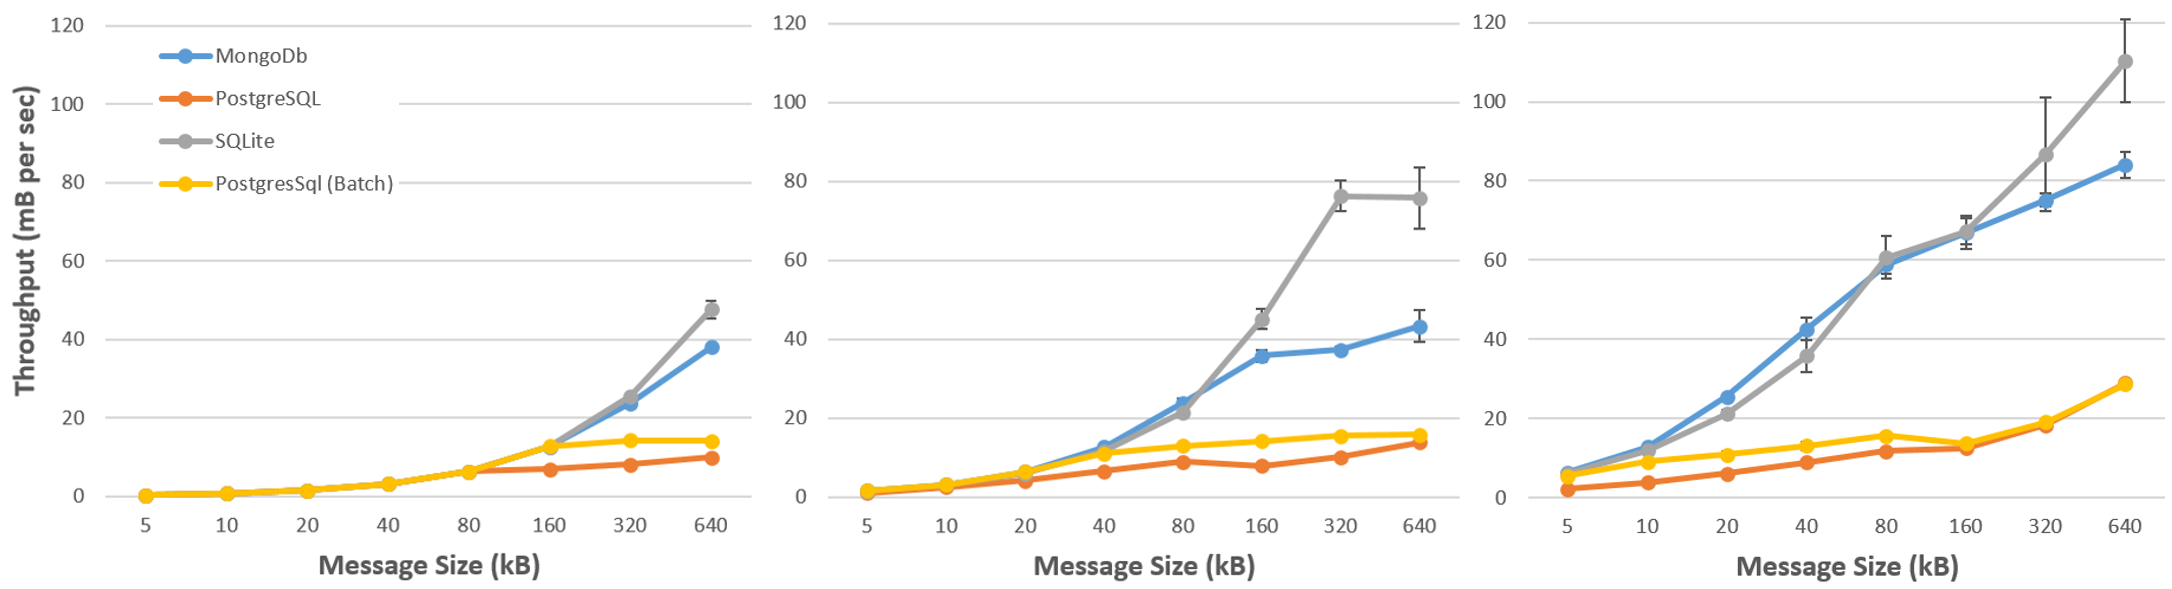 Throughput (mB per sec)
120
100
80
60
40
20
0
MongoDb
PostgreSQL
SQLite
PostgresSql (Batch)
5 10 20 40 80 160 320 640
Message Size (kB)
120
100
80
60
40
20
0
5 10 20 40 80 160 320 640
Message Size (kB)
120
100
80
60
40
20
0
5 10 20 40 80 160 320 640
Message Size (kB)